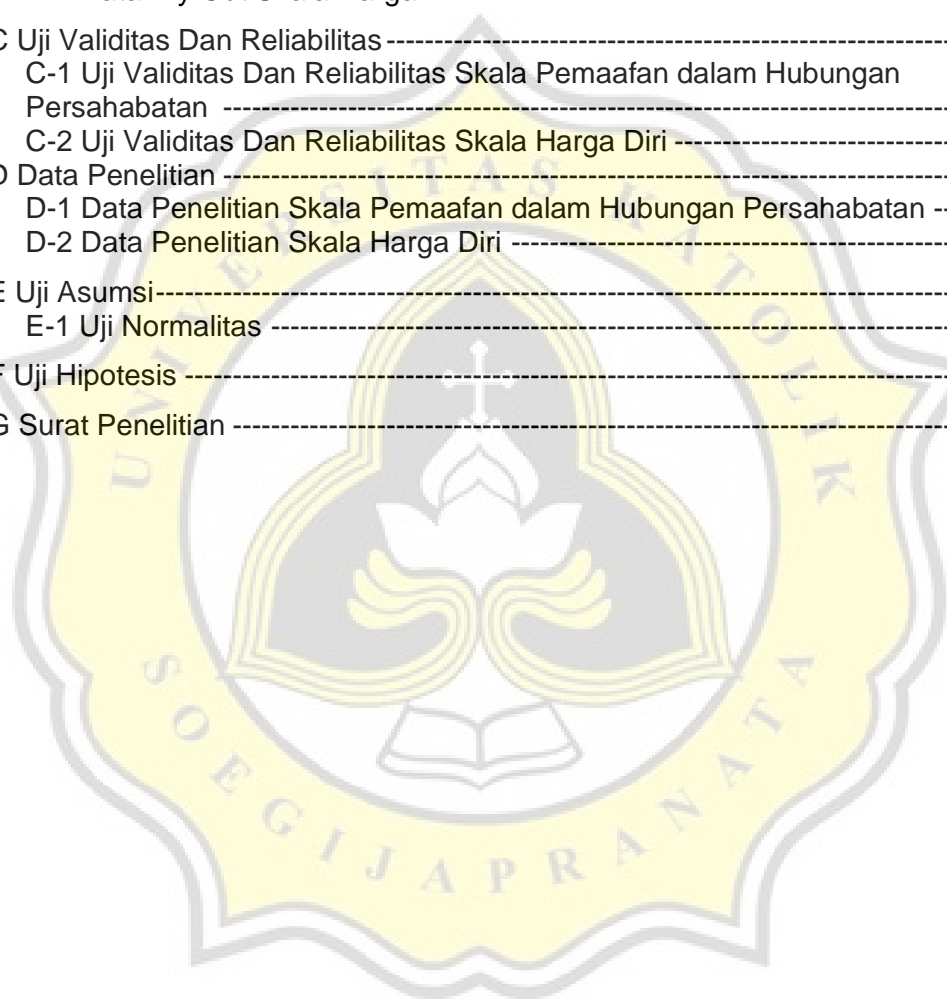 C Uji Validitas Dan Reliabilitas ------------------------------------------------------------
C-1 Uji Validitas Dan Reliabilitas Skala Pemaafan dalam Hubungan
Persahabatan ------------------------------------------------------------------------------
C-2 Uji Validitas Dan Reliabilitas Skala Harga Diri -----------------------------
D Data Penelitian ------------------------------------------------------------------------------
D-1 Data Penelitian Skala Pemaafan dalam Hubungan Persahabatan --
D-2 Data Penelitian Skala Harga Diri ------------------------------------------------
E Uji Asumsi--------------------------------------------------------------------------------------
E-1 Uji Normalitas -------------------------------------------------------------------------
F Uji Hipotesis -----------------------------------------------------------------------------------
G Surat Penelitian ------------------------------------------------------------------------------
UNIVERSITAS KATOLIK
SOEGIJAPRANATA